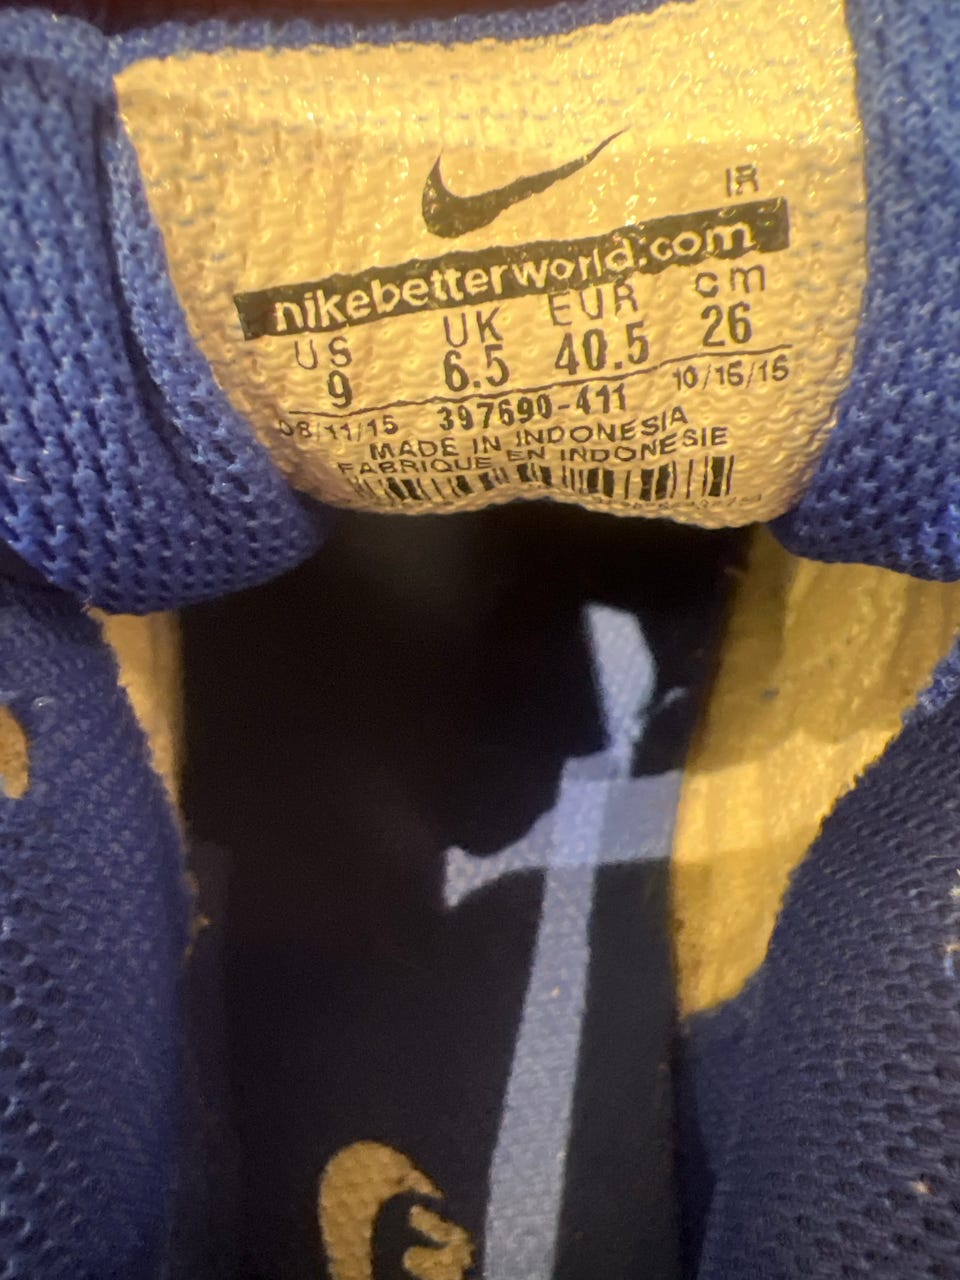 IR
nikebetterworld.com
US UK EUR cm
9 6.5 40.5 26
08/11/15 397690-411 10/15/15
MADE IN INDONESIA
FABRIQUE EN INDONESIE